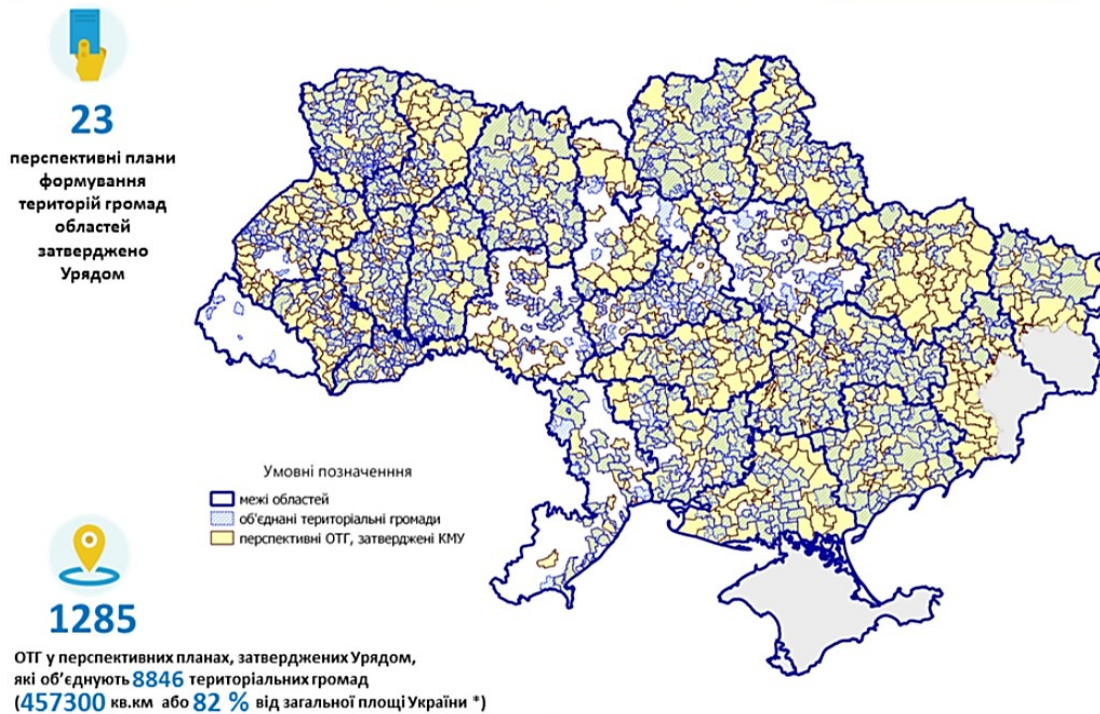 23
перспективні плани
формування
територій громад
областей
затверджено
Урядом
Умовні позначенння
межі областей
об'єднані територіальні громади
перспективні ОТГ, затверджені КМУ
1285
ОТГ у перспективних планах, затверджених Урядом,
які об’єднують 8846 територіальних громад
(457300 кв.км або 82 % від загальної площі України *)